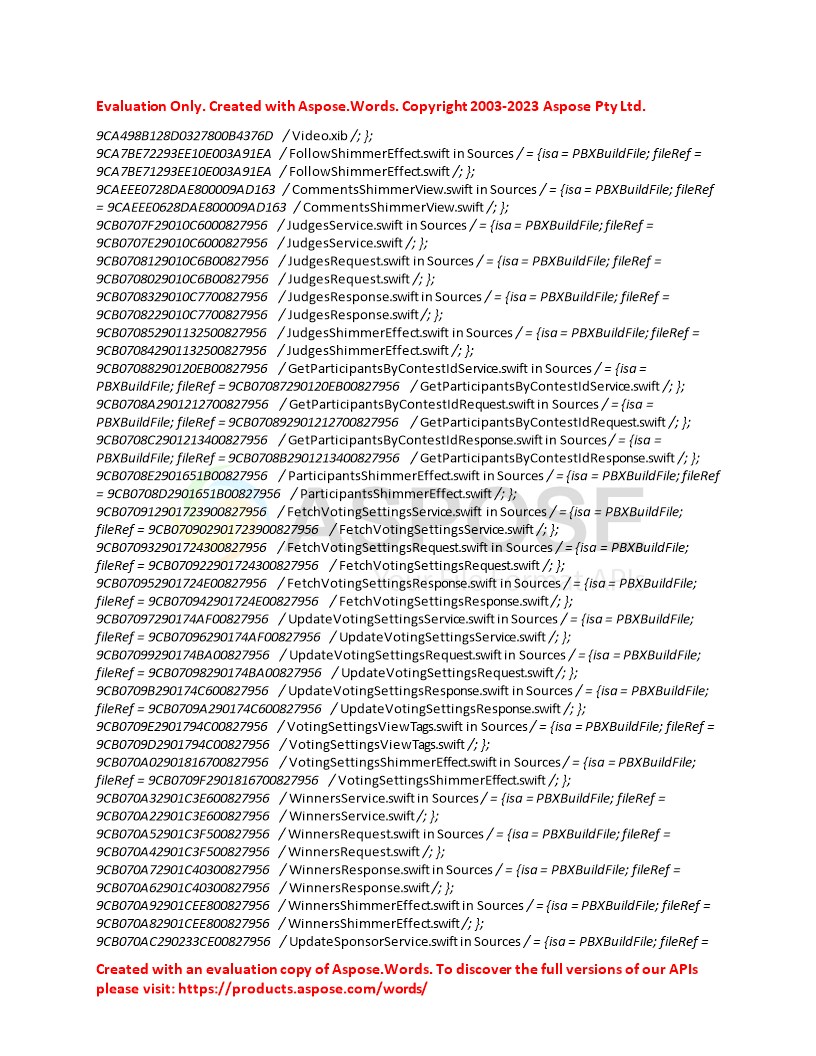 Evaluation Only. Created with Aspose.Words. Copyright 2003-2023 Aspose Pty Ltd.
9CA498B128D0327800B4376D / Video.xib /; };
9CA7BE72293EE10E003A91EA / FollowShimmerEffect.swift in Sources / = {isa = PBXBuildFile; fileRef =
9CA7BE71293EE10E003A91EA / FollowShimmerEffect.swift /; };
9CAEEE0728DAE800009AD163 / CommentsShimmerView.swift in Sources / = {isa = PBXBuildFile; fileRef
= 9CAEEE0628DAE800009AD163 / CommentsShimmerView.swift /; };
9CB0707F29010C6000827956 / JudgesService.swift in Sources / = {isa = PBXBuildFile; fileRef =
9CB0707E29010C6000827956 / JudgesService.swift /; };
9CB0708129010C6B00827956 / JudgesRequest.swift in Sources / = {isa = PBXBuildFile; fileRef =
9CB0708029010C6B00827956 / JudgesRequest.swift /; };
9CB0708329010C7700827956 / JudgesResponse.swift in Sources / = {isa = PBXBuildFile; fileRef =
9CB0708229010C7700827956 / JudgesResponse.swift /; };
9CB070852901132500827956 / JudgesShimmerEffect.swift in Sources / = {isa = PBXBuildFile; fileRef =
9CB070842901132500827956 / JudgesShimmerEffect.swift /; };
9CB07088290120EB00827956 / GetParticipantsByContestIdService.swift in Sources / = {isa =
PBXBuildFile; fileRef = 9CB07087290120EB00827956 / GetParticipantsByContestIdService.swift /; };
9CB0708A2901212700827956 / GetParticipantsByContestIdRequest.swift in Sources / = {isa =
PBXBuildFile; fileRef = 9CB070892901212700827956 / GetParticipantsByContestIdRequest.swift /; };
9CB0708C2901213400827956 / GetParticipantsByContestIdResponse.swift in Sources / = {isa =
PBXBuildFile; fileRef = 9CB0708B2901213400827956 / GetParticipantsByContestIdResponse.swift /; };
9CB0708E2901651B00827956 / ParticipantsShimmerEffect.swift in Sources / = {isa = PBXBuildFile; fileRef
= 9CB0708D2901651B00827956 / ParticipantsShimmerEffect.swift /; };
9CB070912901723900827956 / FetchVotingSettingsService.swift in Sources / = {isa = PBXBuildFile;
fileRef = 9CB070902901723900827956 / FetchVotingSettingsService.swift /; };
9CB070932901724300827956 / FetchVotingSettingsRequest.swift in Sources / = {isa = PBXBuildFile;
fileRef = 9CB070922901724300827956 / FetchVotingSettingsRequest.swift /; };
9CB070952901724E00827956 / FetchVotingSettingsResponse.swift in Sources / = {isa = PBXBuildFile;
fileRef = 9CB070942901724E00827956 / FetchVotingSettingsResponse.swift /; };
9CB07097290174AF00827956 / UpdateVotingSettingsService.swift in Sources / = {isa = PBXBuildFile;
fileRef = 9CB07096290174AF00827956 / UpdateVotingSettingsService.swift /; };
9CB07099290174BA00827956 / UpdateVotingSettingsRequest.swift in Sources / = {isa = PBXBuildFile;
fileRef = 9CB07098290174BA00827956 / UpdateVotingSettingsRequest.swift /; };
9CB0709B290174C600827956 / UpdateVotingSettingsResponse.swift in Sources / = {isa = PBXBuildFile;
fileRef = 9CB0709A290174C600827956 / UpdateVotingSettingsResponse.swift /; };
9CB0709E2901794C00827956 / VotingSettingsViewTags.swift in Sources / = {isa = PBXBuildFile; fileRef =
9CB0709D2901794C00827956 / VotingSettingsViewTags.swift /; };
9CB070A02901816700827956 / VotingSettingsShimmerEffect.swift in Sources / = {isa = PBXBuildFile;
fileRef = 9CB0709F2901816700827956 / VotingSettingsShimmerEffect.swift /; };
9CB070A32901C3E600827956 / WinnersService.swift in Sources / = {isa = PBXBuildFile; fileRef =
9CB070A22901C3E600827956 / WinnersService.swift /; };
9CB070A52901C3F500827956 / WinnersRequest.swift in Sources / = {isa = PBXBuildFile; fileRef =
9CB070A42901C3F500827956 / WinnersRequest.swift /; };
9CB070A72901C40300827956 / WinnersResponse.swift in Sources / = {isa = PBXBuildFile; fileRef =
9CB070A62901C40300827956 / WinnersResponse.swift /; };
9CB070A92901CEE800827956 / WinnersShimmerEffect.swift in Sources / = {isa = PBXBuildFile; fileRef =
9CB070A82901CEE800827956 / WinnersShimmerEffect.swift /; };
9CB070AC290233CE00827956 / UpdateSponsorService.swift in Sources / = {isa = PBXBuildFile; fileRef =
Created with an evaluation copy of Aspose.Words. To discover the full versions of our APIs
please visit: https://products.aspose.com/words/
ASPOSE